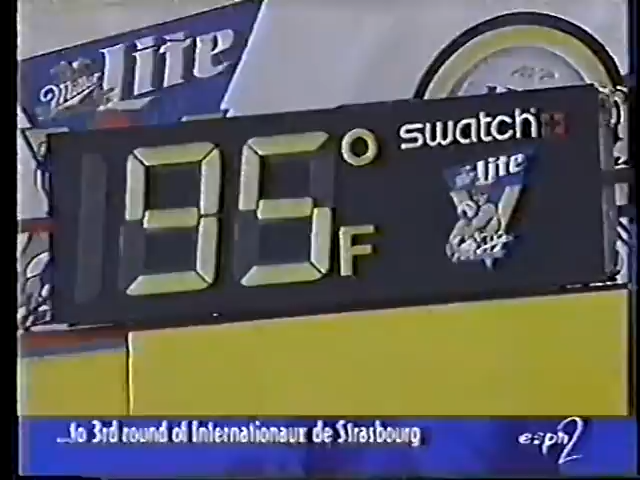 Miller Lite
95°F
swatch
Lite
...to 3rd round of Internationaux de Strasbourg
espn2